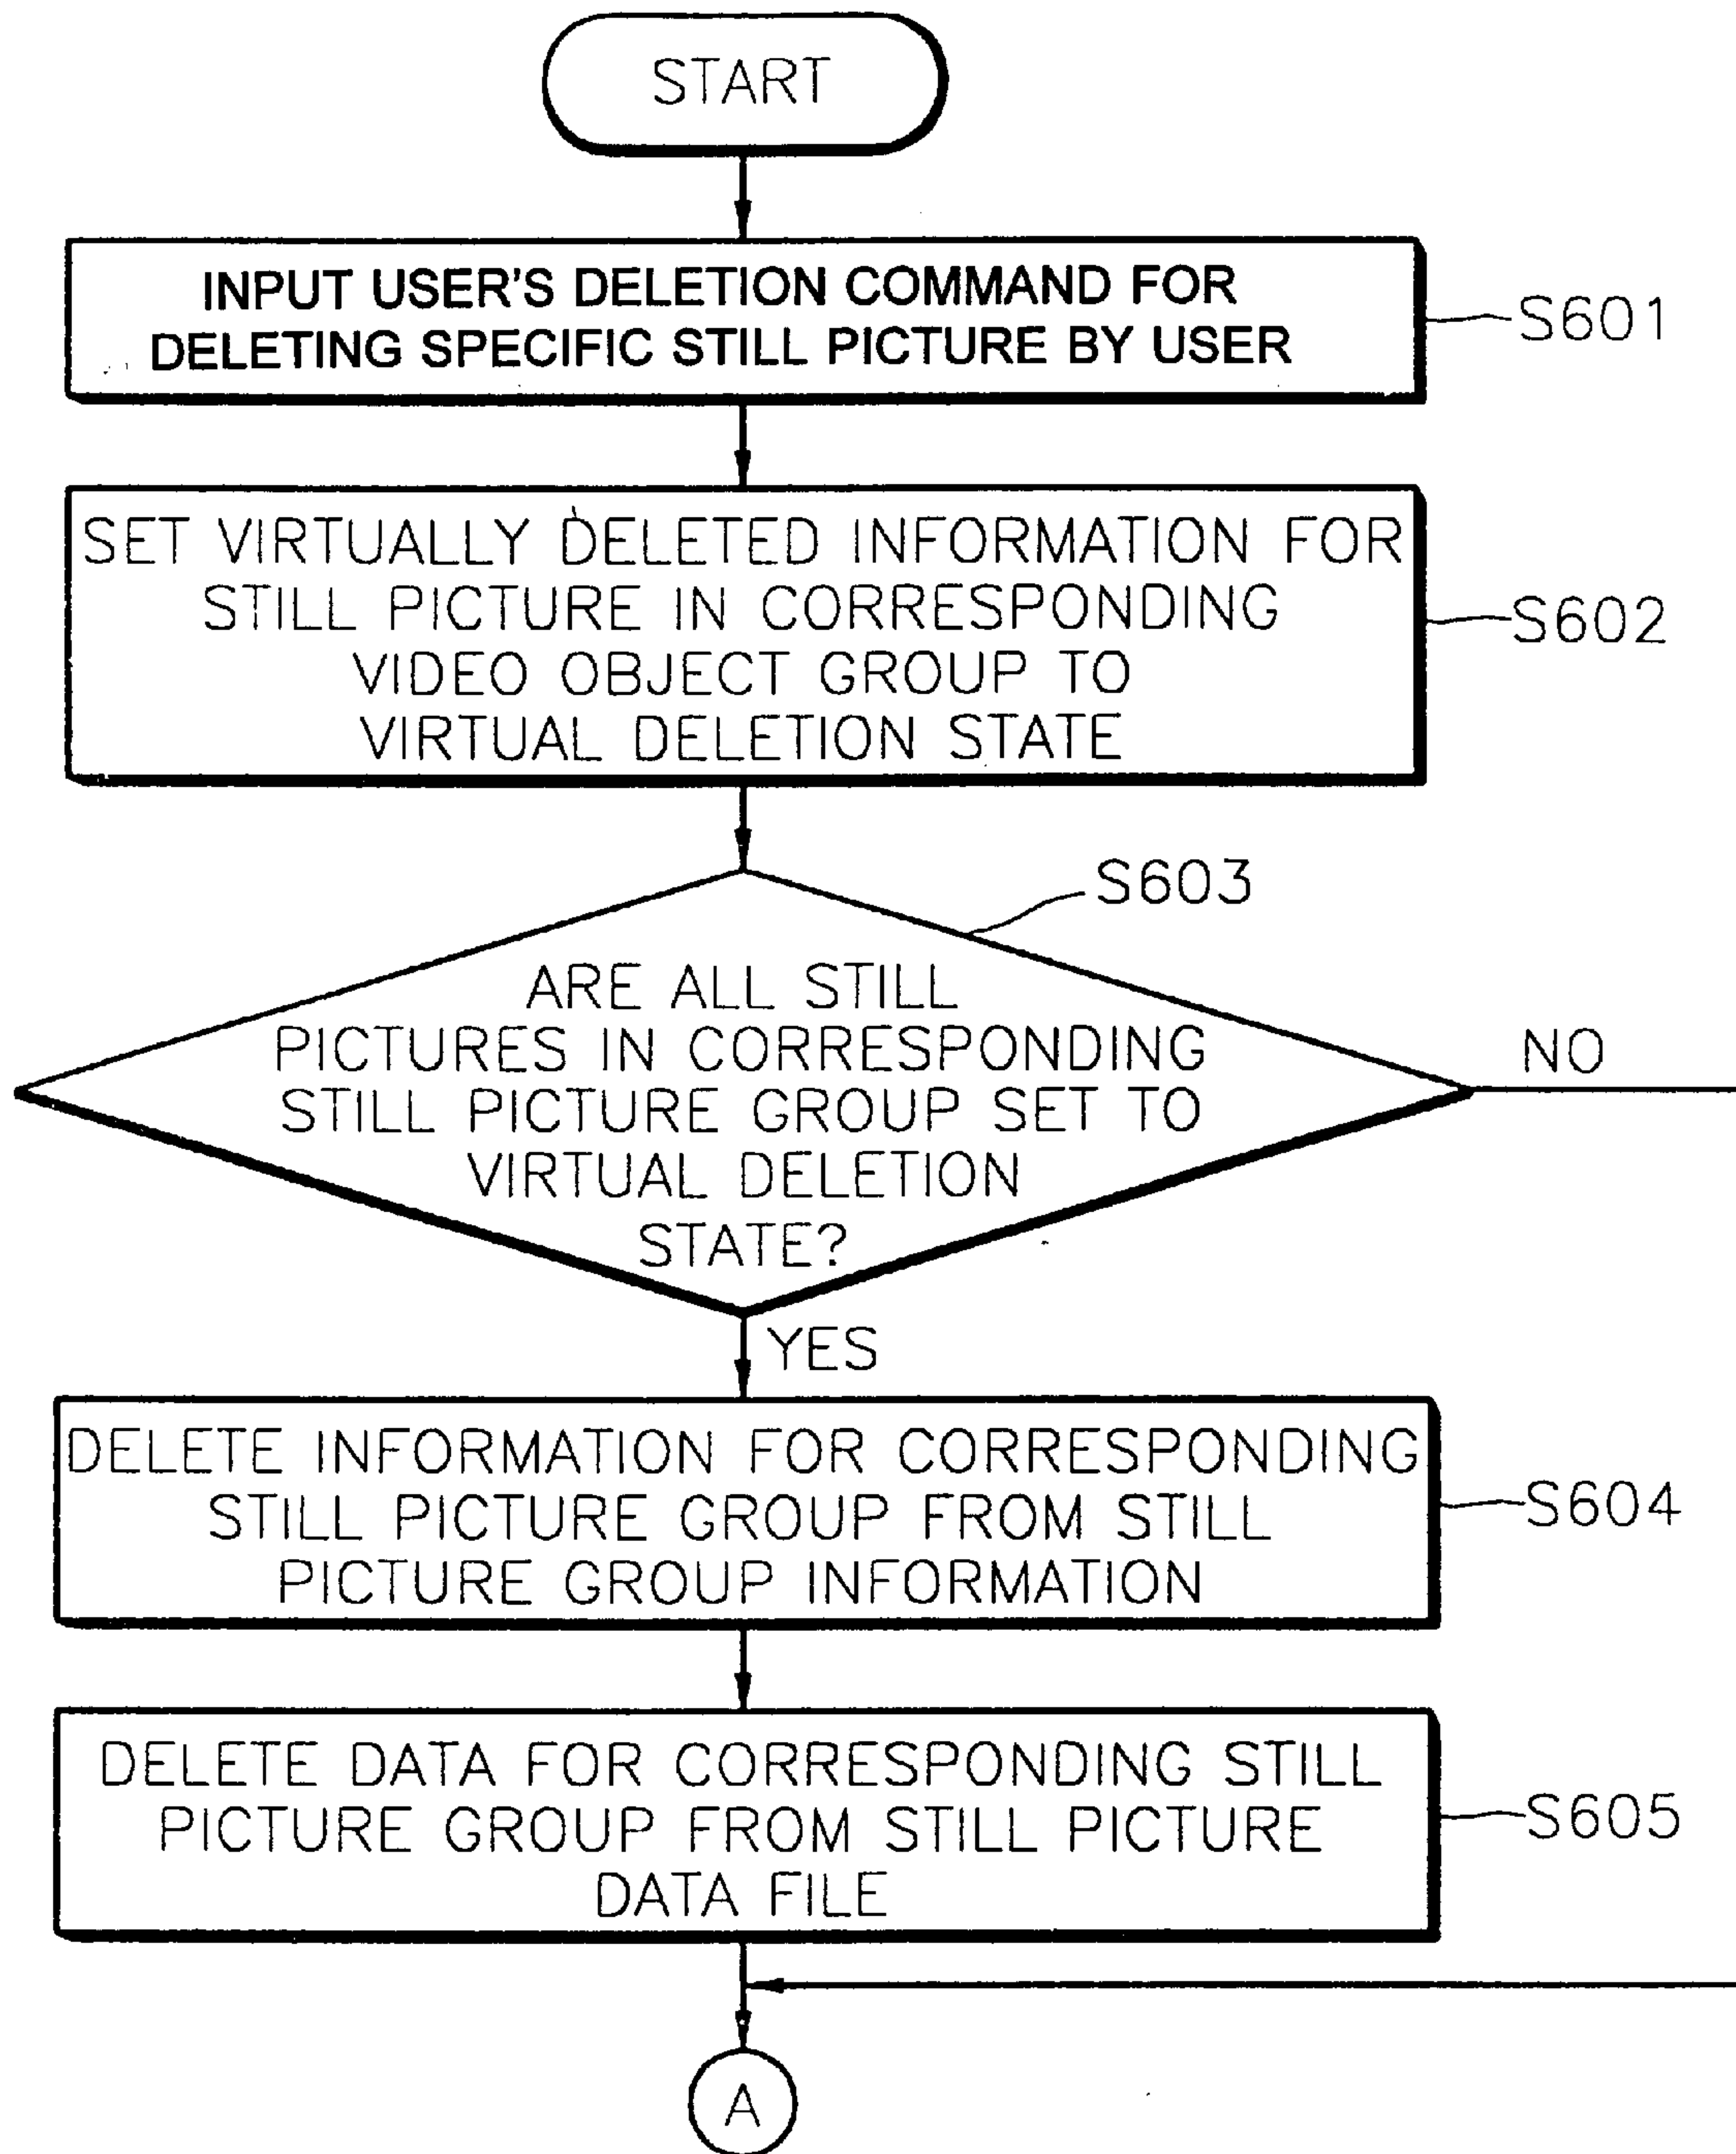 START
INPUT USER'S DELETION COMMAND FOR
DELETING SPECIFIC STILL PICTURE BY USER
S601
SET VIRTUALLY DELETED INFORMATION FOR
STILL PICTURE IN CORRESPONDING
VIDEO OBJECT GROUP TO
VIRTUAL DELETION STATE
S602
S603
ARE ALL STILL
PICTURES IN CORRESPONDING
STILL PICTURE GROUP SET TO
VIRTUAL DELETION
STATE?
NO
YES
DELETE INFORMATION FOR CORRESPONDING
STILL PICTURE GROUP FROM STILL
PICTURE GROUP INFORMATION
S604
DELETE DATA FOR CORRESPONDING STILL
PICTURE GROUP FROM STILL PICTURE
DATA FILE
S605
A